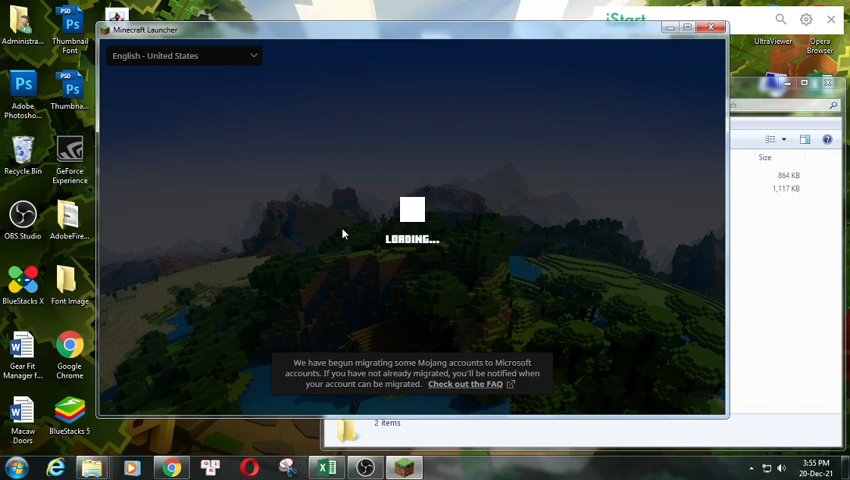 Administra...
Thumbnail
Font
Minecraft Launcher
iStart
UltraViewer
Opera
Browser
English - United States
Adobe
Photosho...
Thumbna...
Size
864 KB
1,117 KB
Recycle Bin
GeForce
Experience
OBS Studio
AdobeFire...
LOADING...
BlueStacks X
Font Image
Gear Fit
Manager f...
Google
Chrome
We have begun migrating some Mojang accounts to Microsoft
accounts. If you have not already migrated, you'll be notified when
your account can be migrated. Check out the FAQ
Macaw
Doors
BlueStacks 5
2 items
3:55 PM
20-Dec-21